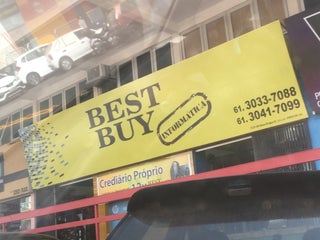 BEST
BUY
INFORMÁTICA
61. 3033-7088
61. 3041-7099
Crediário Próprio